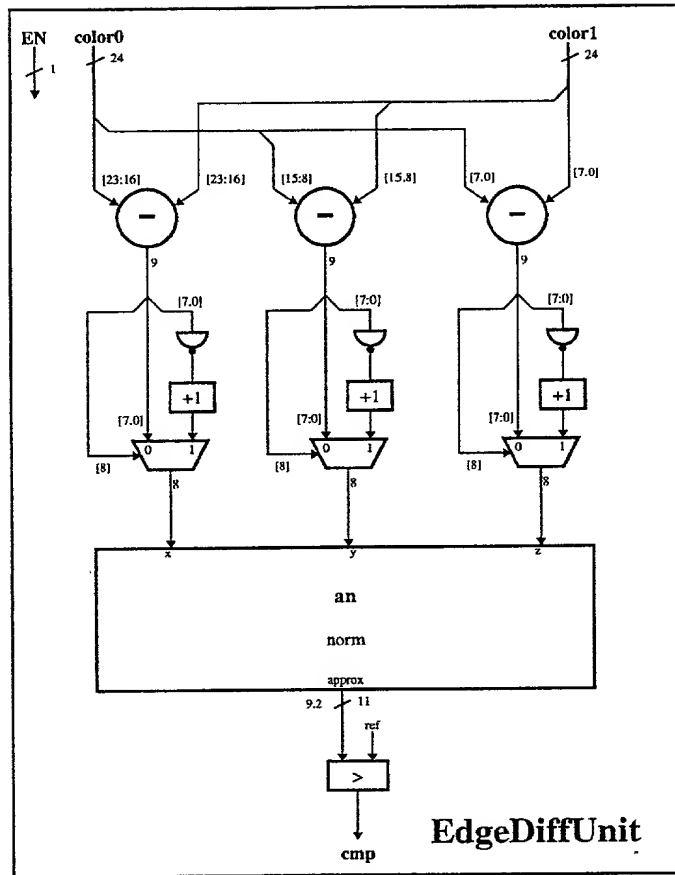 EN color0 color1
1 24 24
[23:16] [23:16] [15:8] [15.8] [7.0] [7.0]
− − −
9 9 9
[7.0] [7:0] [7:0]
+1 +1 +1
[7.0] [7:0] [7:0]
0 1 0 1 0 1
[8] [8] [8]
8 8 8
x y z
an
norm
approx
9.2 11
ref
>
EdgeDiffUnit
cmp